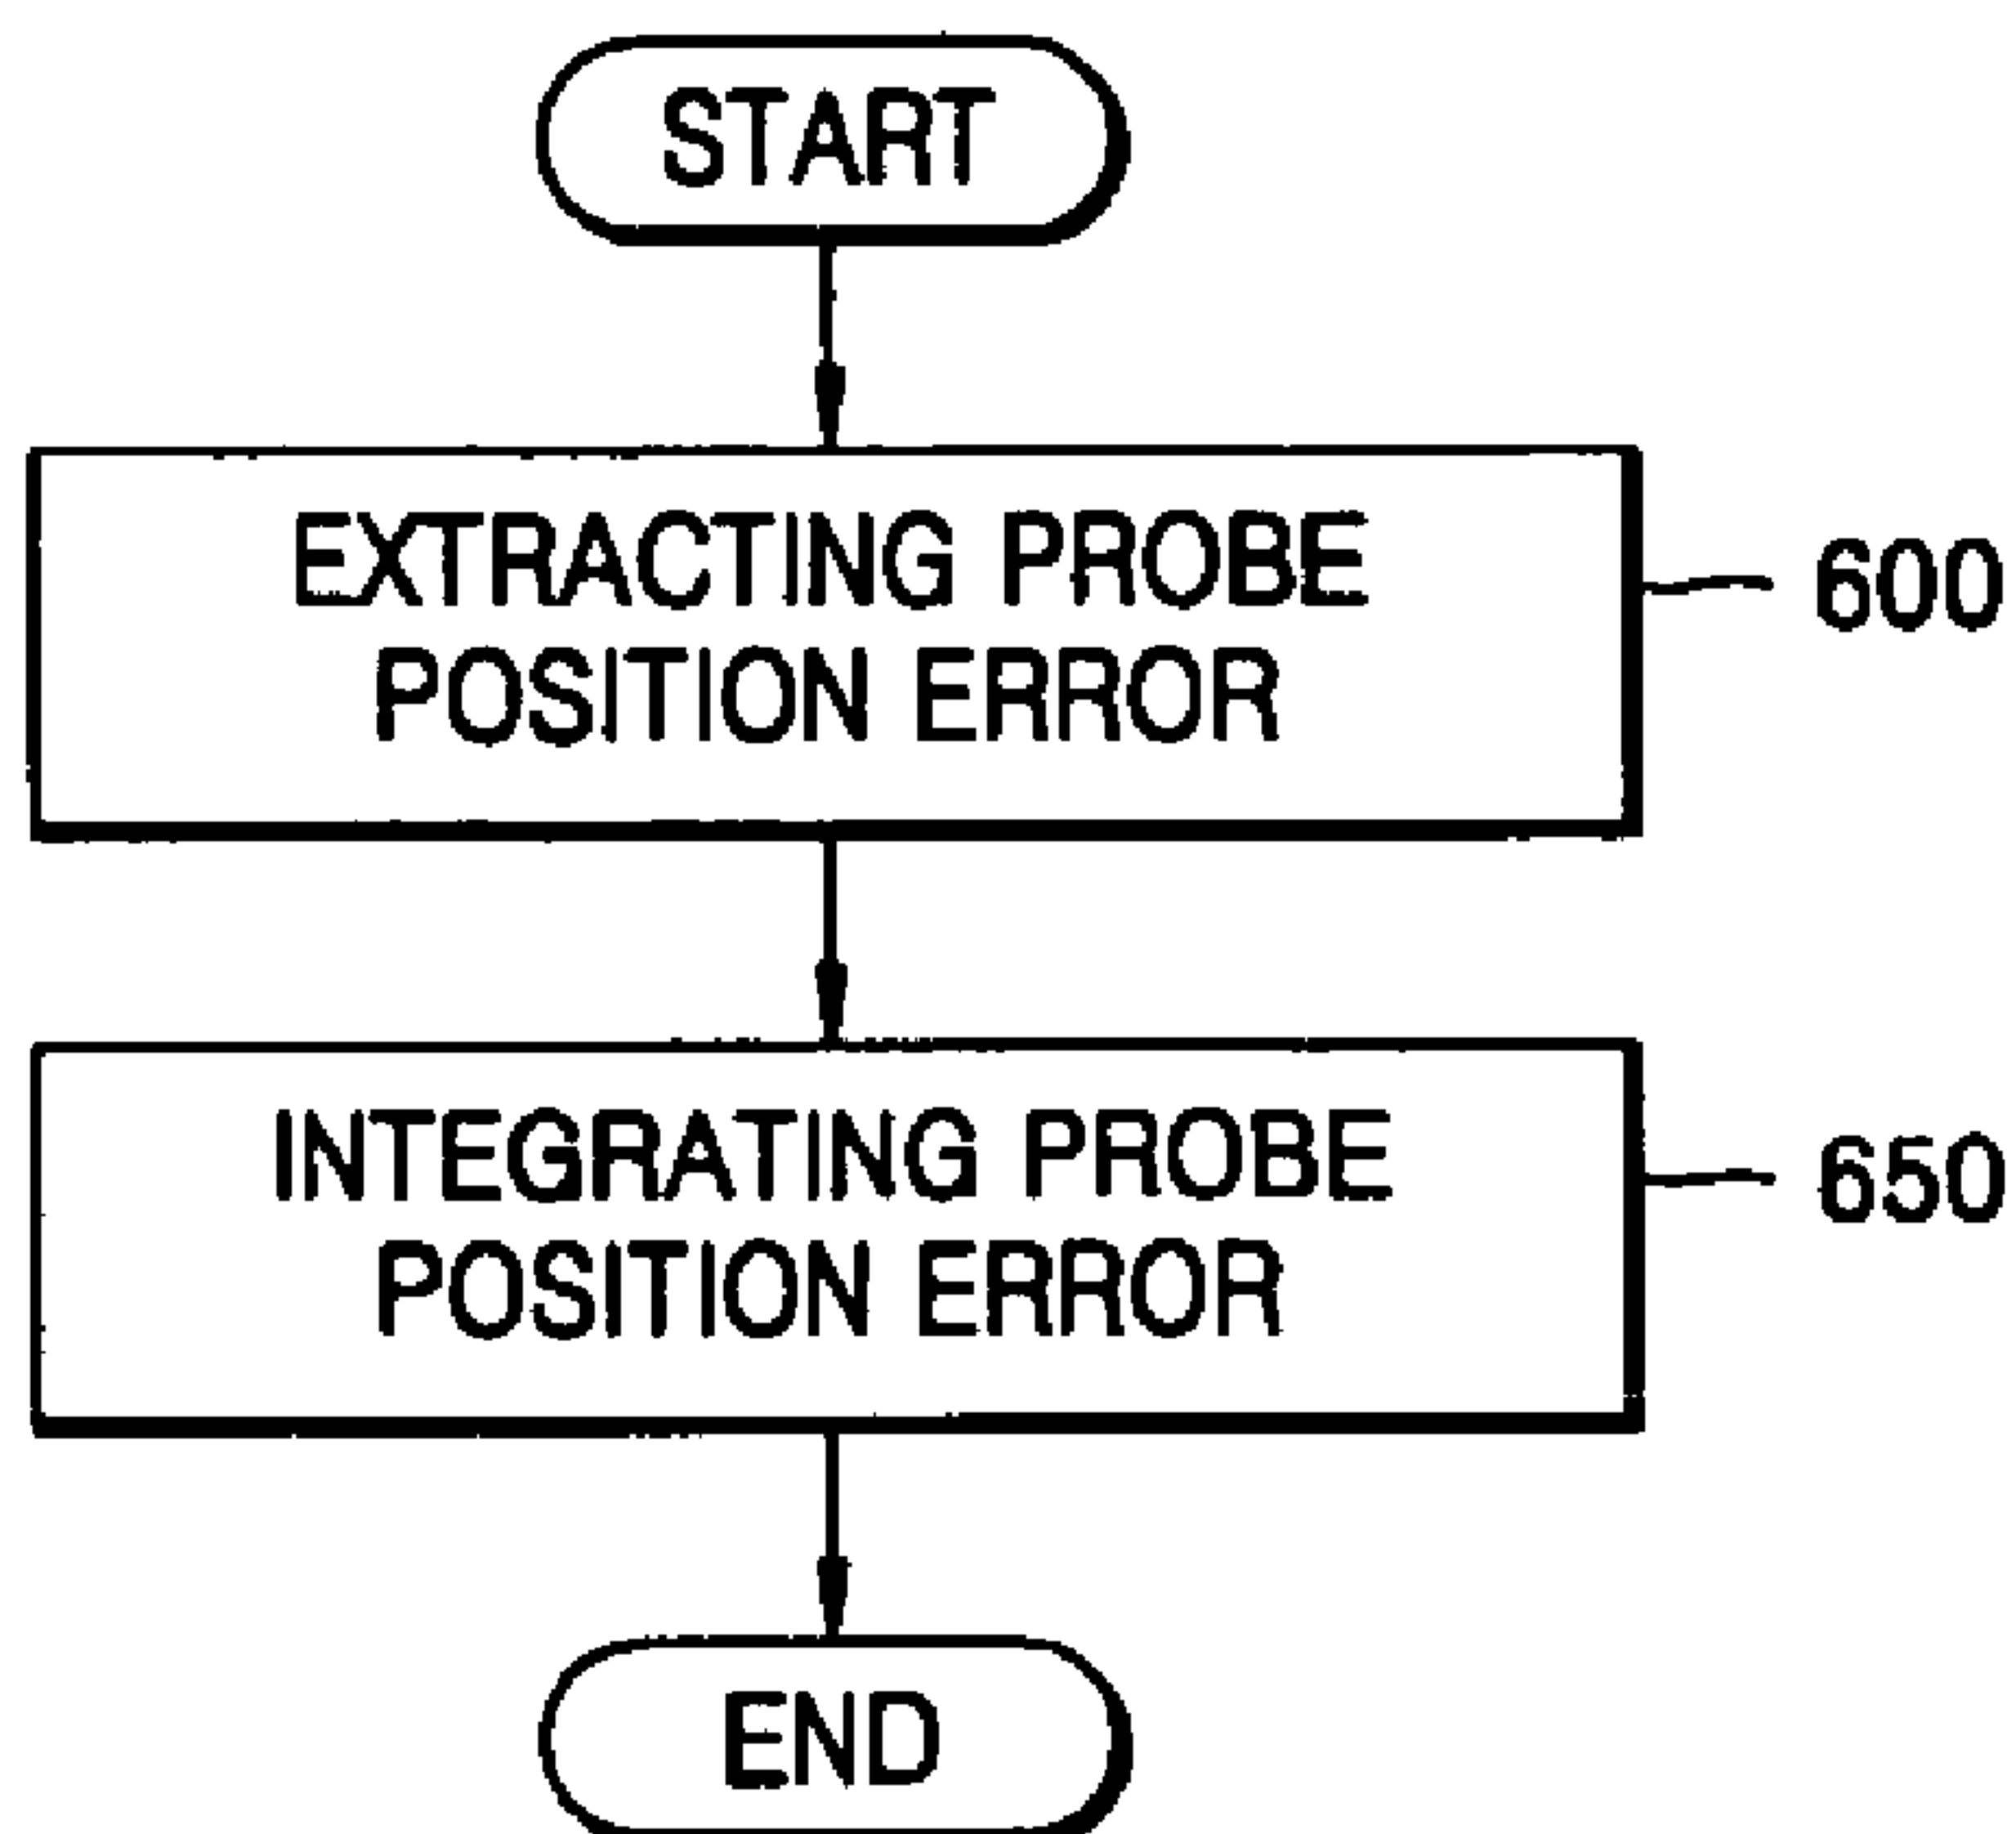 START
EXTRACTING PROBE
POSITION ERROR
600
INTEGRATING PROBE
POSITION ERROR
650
END